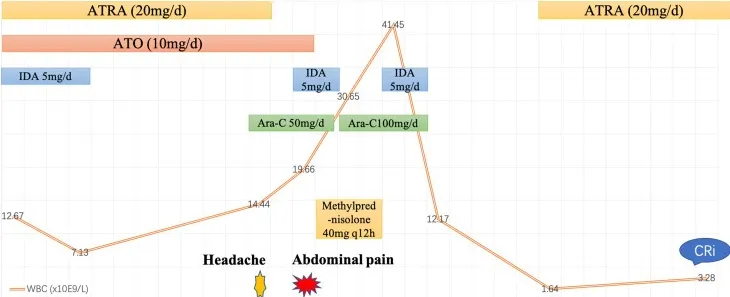 ATRA (20mg/d)
ATRA (20mg/d)
41.45
ATO (10mg/d)
IDA 5mg/d
IDA
5mg/d
IDA
5mg/d
30.65
Ara-C 50mg/d
Ara-C100mg/d
19.66
12.67
14.44
Methylpred
-nisolone
40mg q12h
12.17
7.13
Headache
Abdominal pain
CRi
3.28
1.64
WBC (x10E9/L)